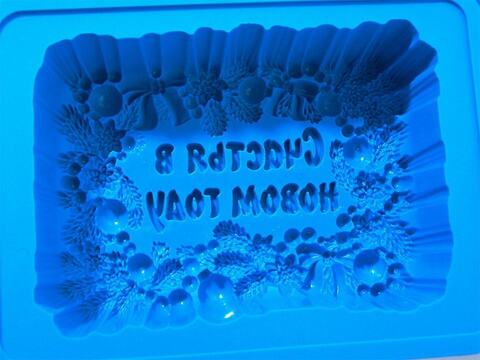 Счастья в
новом году